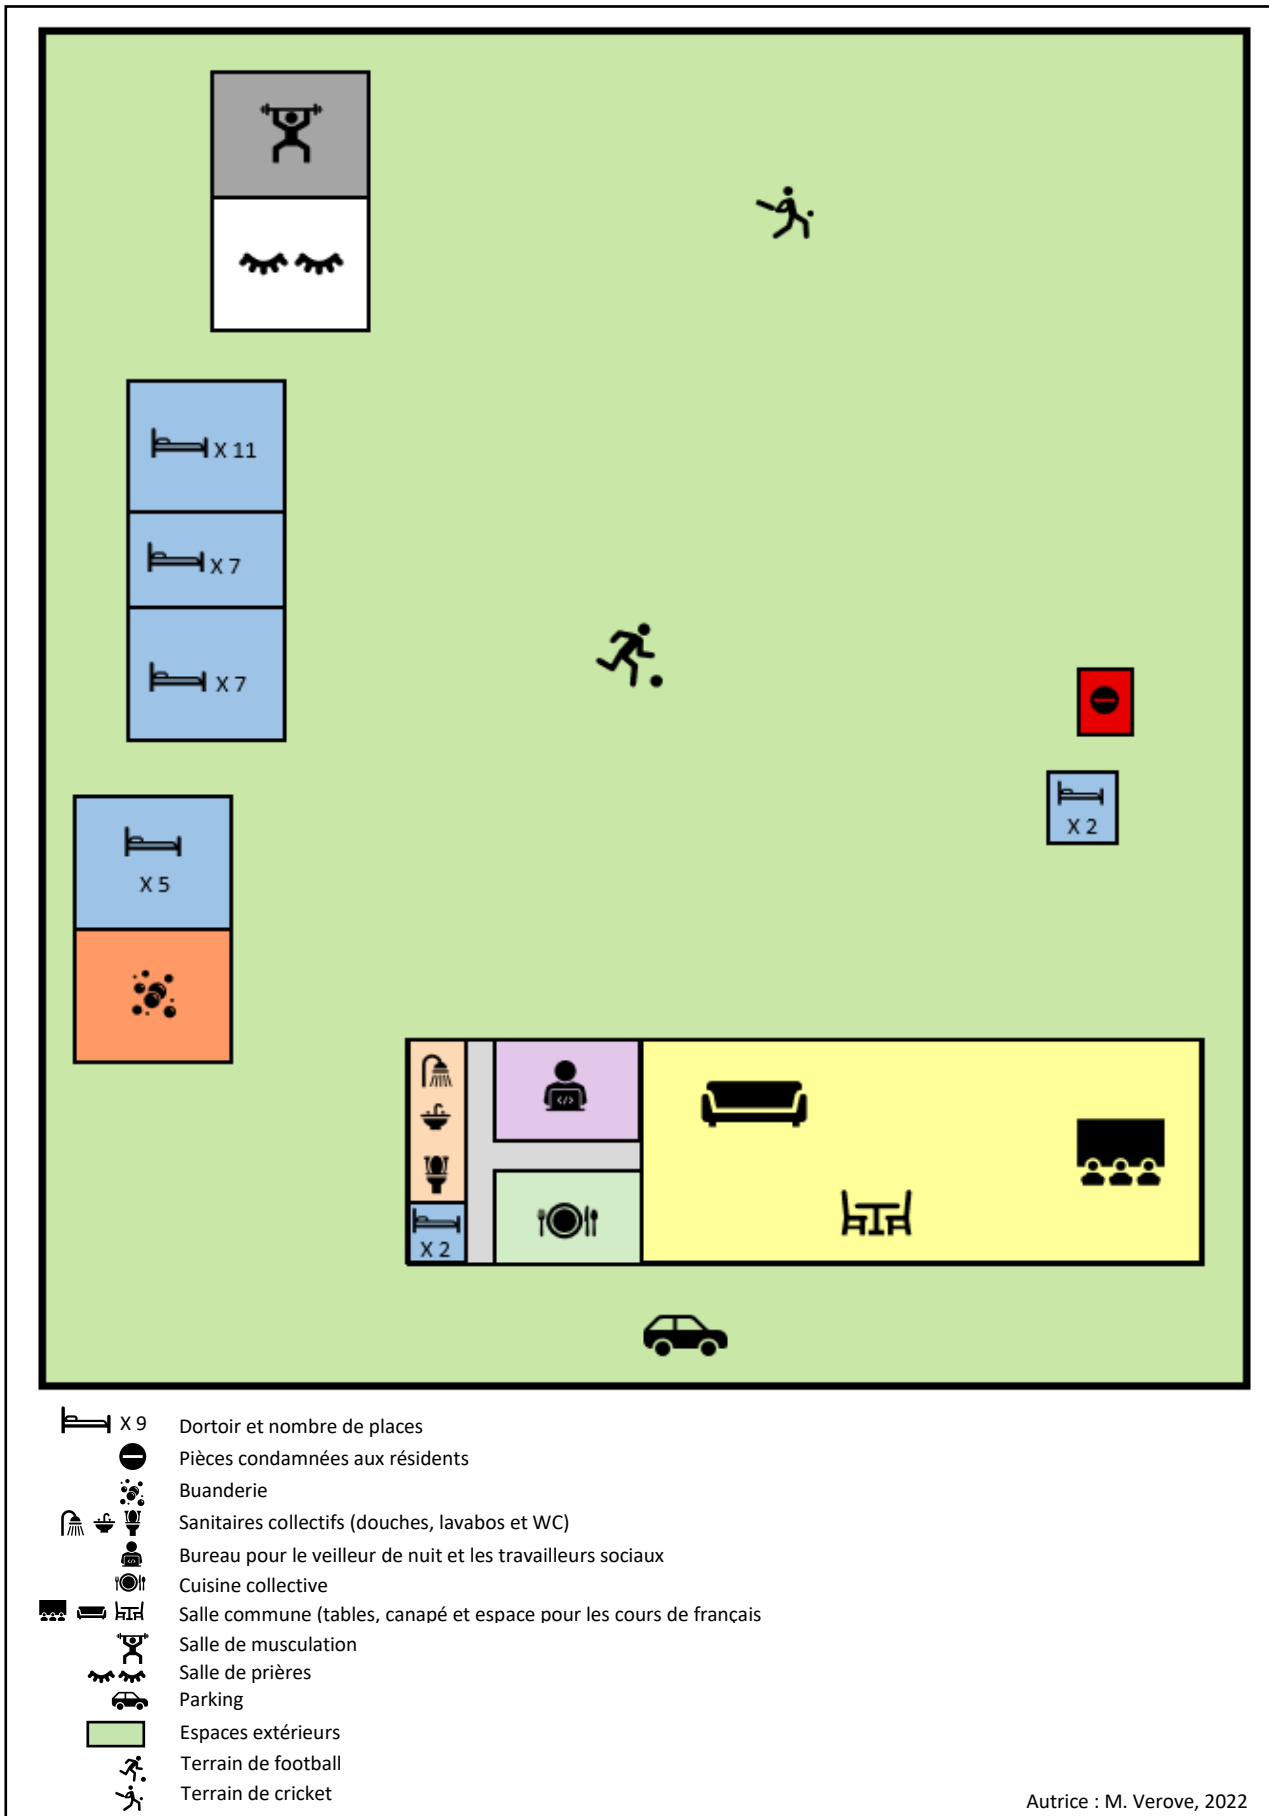 X 11
X 7
X 7
X 2
X 5
X 2
X 9 Dortoir et nombre de places
Pièces condamnées aux résidents
Buanderie
Sanitaires collectifs (douches, lavabos et WC)
Bureau pour le veilleur de nuit et les travailleurs sociaux
Cuisine collective
Salle commune (tables, canapé et espace pour les cours de français
Salle de musculation
Salle de prières
Parking
Espaces extérieurs
Terrain de football
Terrain de cricket
Autrice : M. Verove, 2022